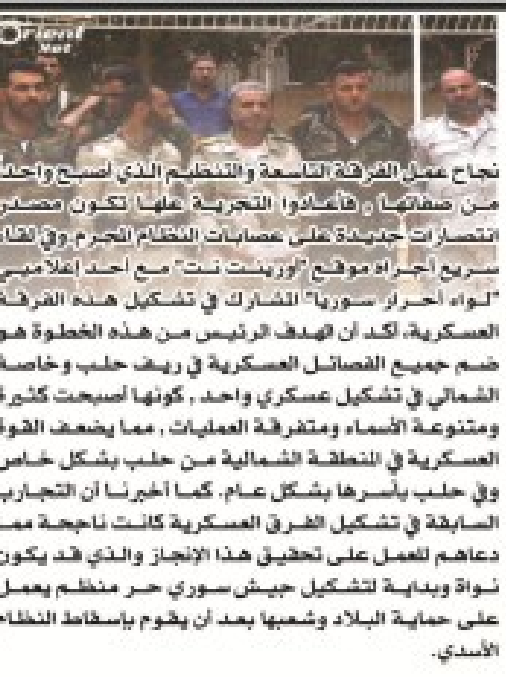 Orient
Net
نجاح عمل الفرقة التاسعة والتنظيم الذي أصبح واحداً
من صفاتها , فأعادوا التجربة علها تكون مصدر
انتصارات جديدة على عصابات النظام المجرم وفي لقاء
سريع أجراه موقع "اورينت نت" مع أحد إعلاميي
"لواء أحرار سوريا" المشارك في تشكيل هذه الفرقة
العسكرية، أكد أن الهدف الرئيس من هذه الخطوة هو
ضم جميع الفصائل العسكرية في ريف حلب وخاصة
الشمالي في تشكيل عسكري واحد , كونها أصبحت كثيرة
ومتنوعة الأسماء ومتفرقة العمليات , مما يضعف القوة
العسكرية في المنطقة الشمالية من حلب بشكل خاص
وفي حلب بأسرها بشكل عام. كما أخبرنا أن التجارب
السابقة في تشكيل الفرق العسكرية كانت ناجحة مما
دعاهم للعمل على تحقيق هذا الإنجاز والذي قد يكون
نواة وبداية لتشكيل جيش سوري حر منظم يعمل
على حماية البلاد وشعبها بعد أن يقوم بإسقاط النظام
الأسدي.